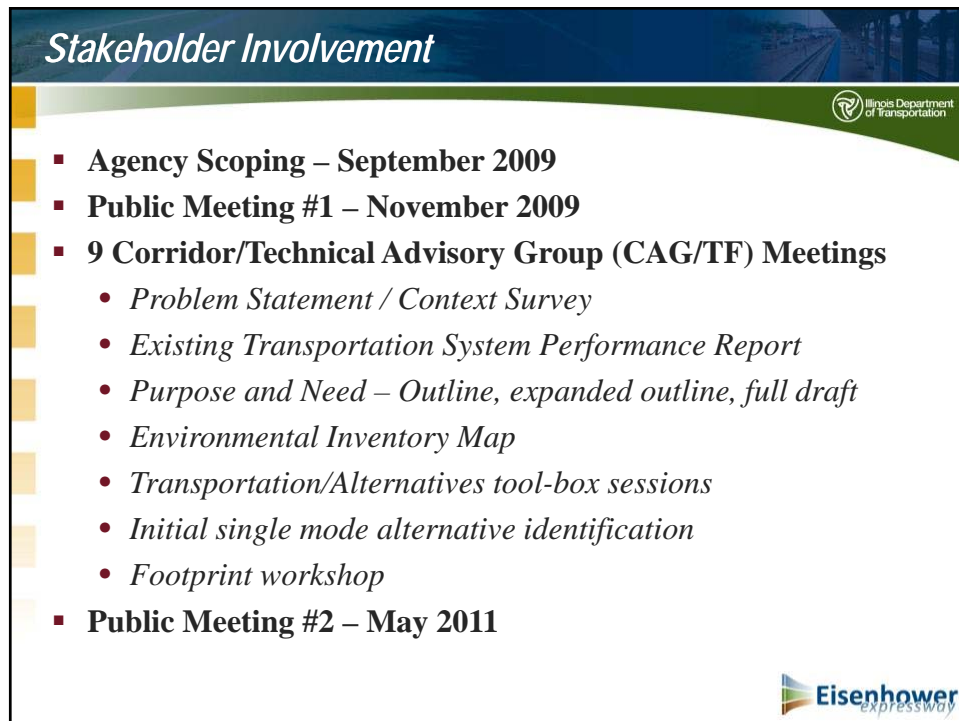 Stakeholder Involvement
Illinois Department
of Transportation
▪ Agency Scoping – September 2009
▪ Public Meeting #1 – November 2009
▪ 9 Corridor/Technical Advisory Group (CAG/TF) Meetings
• Problem Statement / Context Survey
• Existing Transportation System Performance Report
• Purpose and Need – Outline, expanded outline, full draft
• Environmental Inventory Map
• Transportation/Alternatives tool-box sessions
• Initial single mode alternative identification
• Footprint workshop
▪ Public Meeting #2 – May 2011
Eisenhower
expressway